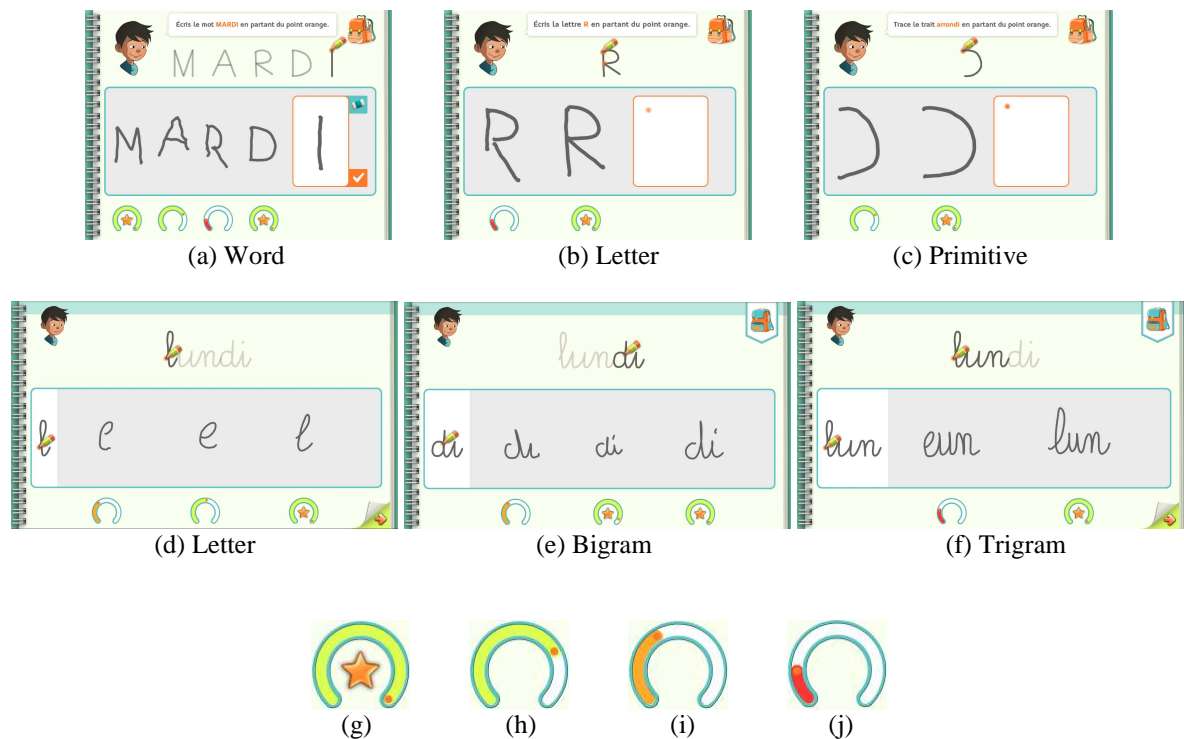 Écris le mot MARDI en partant du point orange.
MARDI
MARDI
(a) Word
Écris la lettre R en partant du point orange.
R
R R
(b) Letter
Trace le trait arrondi en partant du point orange.
(c) Primitive
lundi
l e e l
(d) Letter
lundi
di du di di
(e) Bigram
lundi
lun eun lun
(f) Trigram
(g) (h) (i) (j)